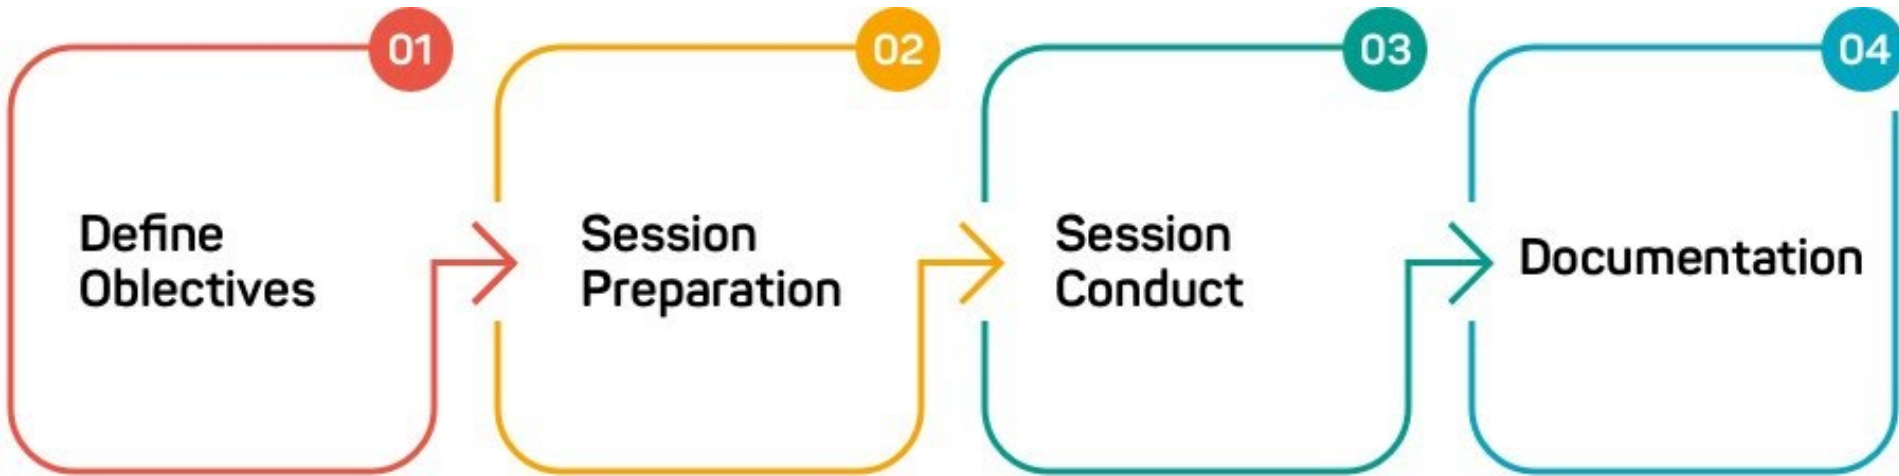 01
Define
Oblectives
02
Session
Preparation
03
Session
Conduct
04
Documentation